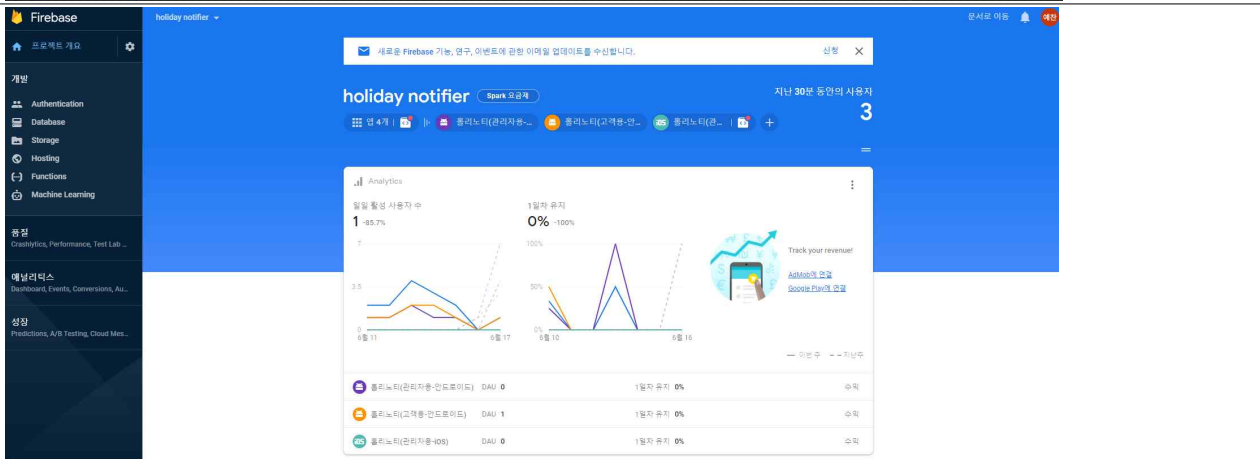 Firebase
프로젝트 개요
개발
Authentication
Database
Storage
Hosting
Functions
Machine Learning
품질
Crashlytics, Performance, Test Lab ...
애널리틱스
Dashboard, Events, Conversions, Au...
성장
Predictions, A/B Testing, Cloud Mes...
holiday notifier
문서로 이동
예찬
새로운 Firebase 기능, 연구, 이벤트에 관한 이메일 업데이트를 수신합니다.
신청
holiday notifier
Spark 요금제
지난 30분 동안의 사용자
3
앱 4개
홀리노티(관리자용-...
홀리노티(고객용-안...
iOS
홀리노티(관...
+
Analytics
일일 활성 사용자 수
1 -85.7%
7
3.5
0
6월 11
6월 17
1일차 유지
0% -100%
100%
50%
0%
6월 10
6월 16
Track your revenue!
AdMob에 연결
Google Play에 연결
이번 주
지난주
홀리노티(관리자용-안드로이드) DAU 0 1일차 유지 0% 수익
홀리노티(고객용-안드로이드) DAU 1 1일차 유지 0% 수익
iOS 홀리노티(관리자용-iOS) DAU 0 1일차 유지 0% 수익